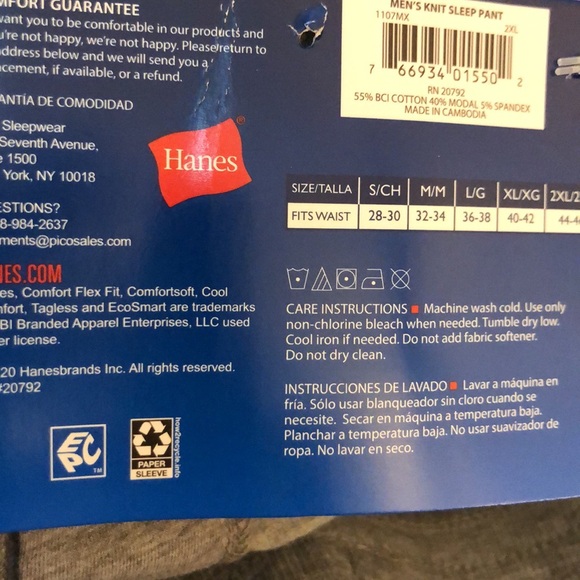 MFORT GUARANTEE
want you to be comfortable in our products and
u're not happy, we're not happy. Please return to
address below and we will send you a
cement, if available, or a refund.
ANTÍA DE COMODIDAD
Sleepwear
Seventh Avenue,
e 1500
York, NY 10018
ESTIONS?
8-984-2637
ments@picosales.com
NES.COM
es, Comfort Flex Fit, Comfortsoft, Cool
fort, Tagless and EcoSmart are trademarks
BI Branded Apparel Enterprises, LLC used
er license.
20 Hanesbrands Inc. All rights reserved.
#20792
EPC
TM
PAPER
SLEEVE
how2recycle.info
Hanes
®
MEN'S KNIT SLEEP PANT
1107MX 2XL
7 66934 01550 2
RN 20792
55% BCI COTTON 40% MODAL 5% SPANDEX
MADE IN CAMBODIA
SIZE/TALLA S/CH M/M L/G XL/XG 2XL/2
FITS WAIST 28-30 32-34 36-38 40-42 44-4
CARE INSTRUCTIONS ■ Machine wash cold. Use only
non-chlorine bleach when needed. Tumble dry low.
Cool iron if needed. Do not add fabric softener.
Do not dry clean.
INSTRUCCIONES DE LAVADO ■ Lavar a máquina en
fría. Sólo usar blanqueador sin cloro cuando se
necesite. Secar en máquina a temperatura baja.
Planchar a temperatura baja. No usar suavizador de
ropa. No lavar en seco.